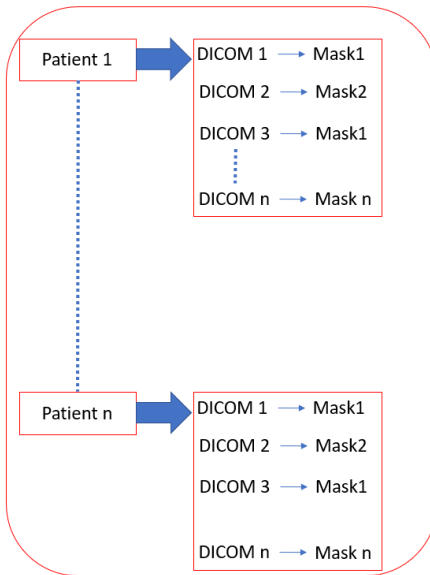 Patient 1
DICOM 1 Mask1
DICOM 2 Mask2
DICOM 3 Mask1
DICOM n Mask n
Patient n
DICOM 1 Mask1
DICOM 2 Mask2
DICOM 3 Mask1
DICOM n Mask n